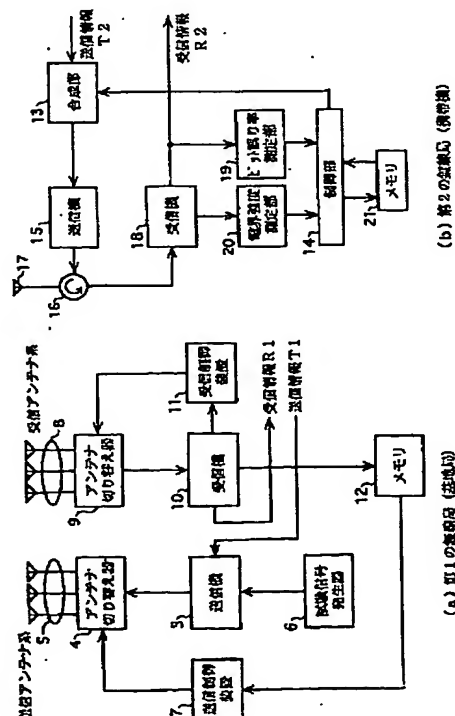 送信アンテナ系
5
アンテナ
切り替え器
4
受信アンテナ系
8
アンテナ
切り替え器
9
送信機
5
試験信号
発生器
6
送信制御
装置
7
受信機
10
受信制御
装置
11
受信情報R1
送信情報T1
メモリ
12
(a) 第1の無線局 (基地局)
17
16
送信機
15
合成部
13
送信情報
T2
受信機
18
受信情報
R2
電界強度
測定部
20
ビット誤り率
測定部
19
制御部
14
メモリ
21
(b) 第2の無線局 (携帯機)